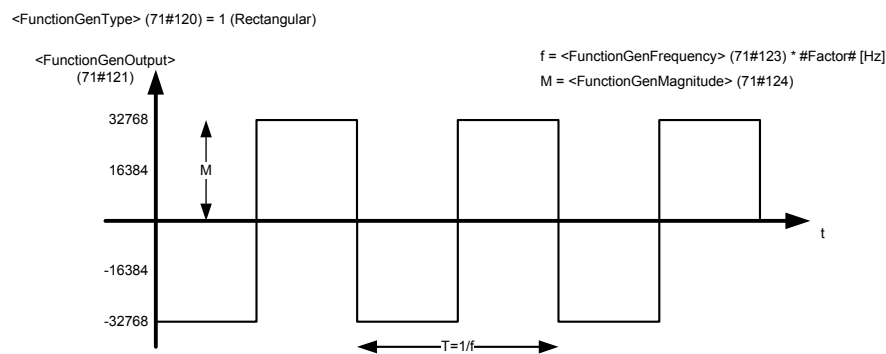 <FunctionGenType> (71#120) = 1 (Rectangular)
<FunctionGenOutput>
(71#121)
f = <FunctionGenFrequency> (71#123) * #Factor# [Hz]
M = <FunctionGenMagnitude> (71#124)
32768
16384
M
t
-16384
-32768
T=1/f